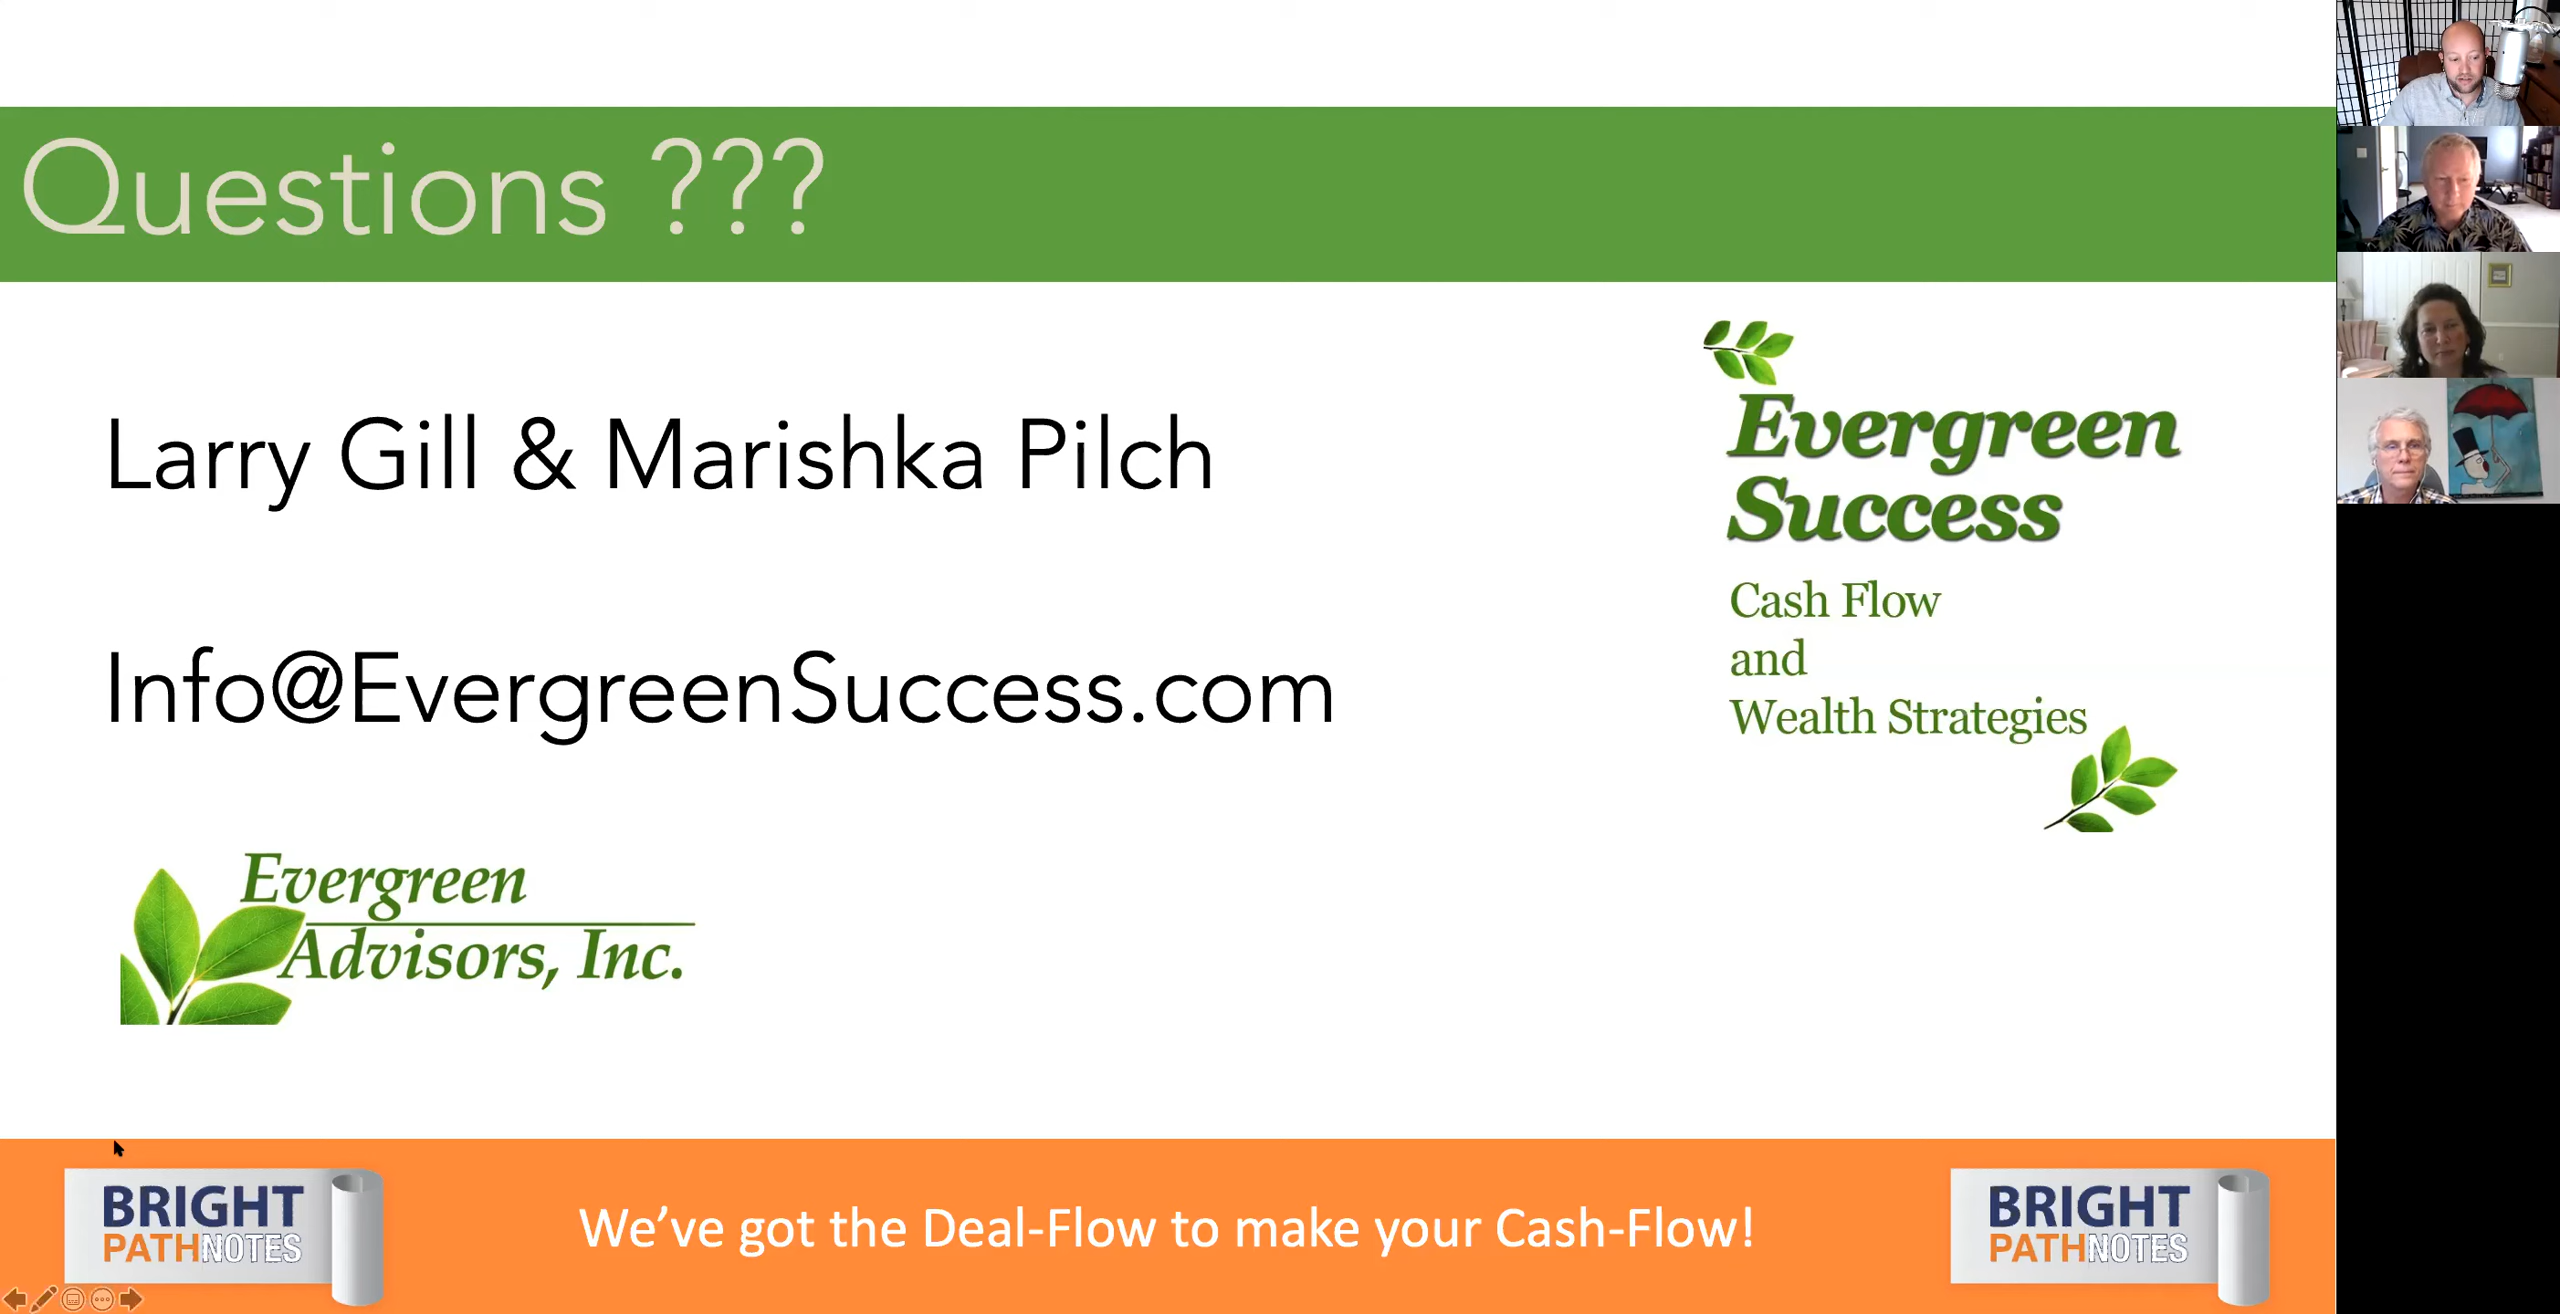 Questions ???
Larry Gill & Marishka Pilch
Info@EvergreenSuccess.com
Evergreen
Success
Cash Flow
and
Wealth Strategies
Evergreen
Advisors, Inc.
BRIGHT
PATHNOTES
We've got the Deal-Flow to make your Cash-Flow!
BRIGHT
PATHNOTES